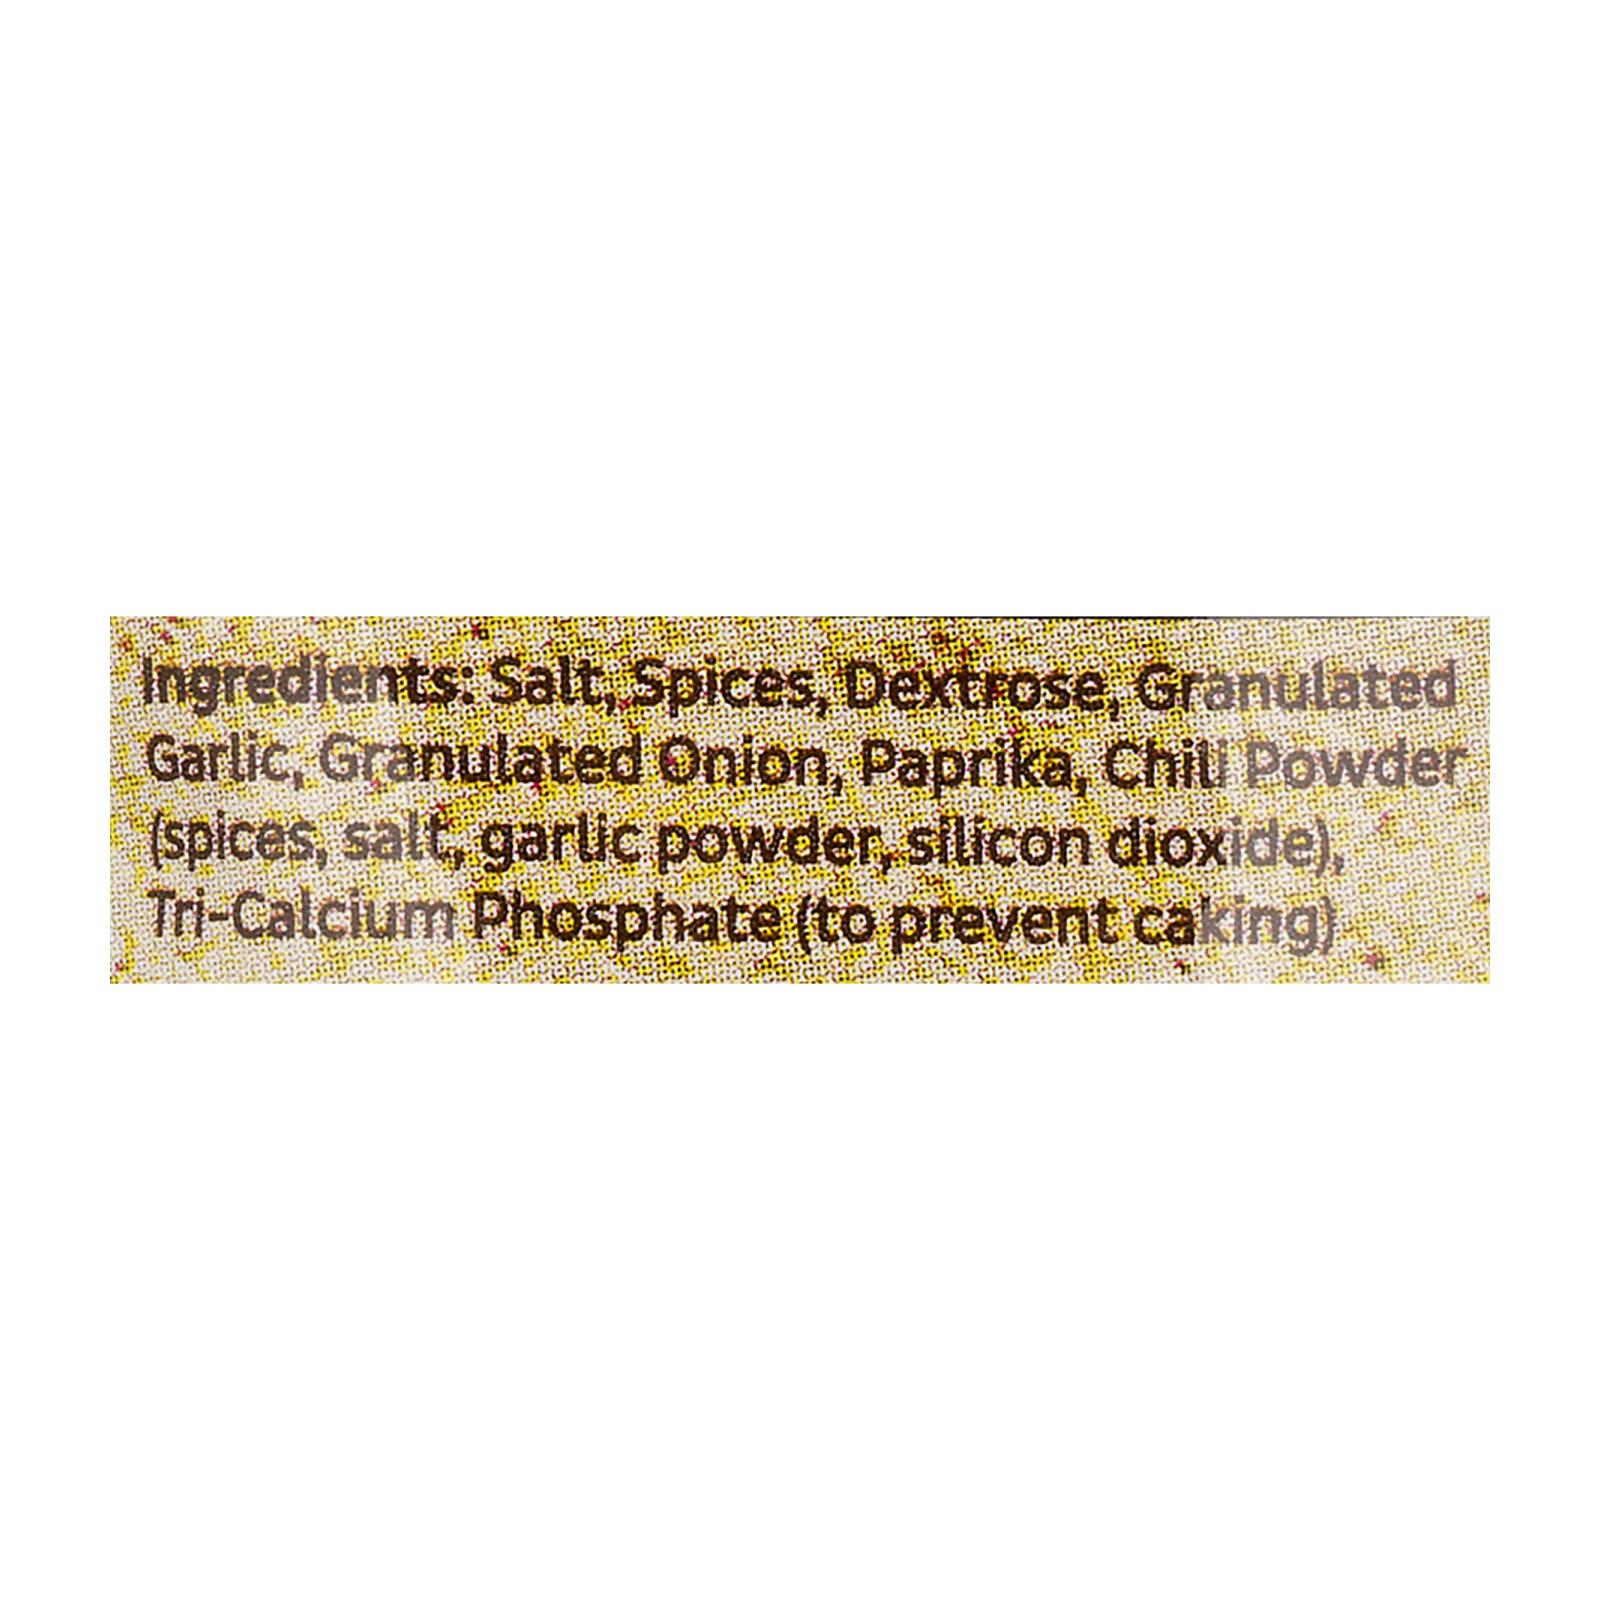 Ingredients: Salt, Spices, Dextrose, Granulated
Garlic, Granulated Onion, Paprika, Chili Powder
(spices, salt, garlic powder, silicon dioxide),
Tri-Calcium Phosphate (to prevent caking)